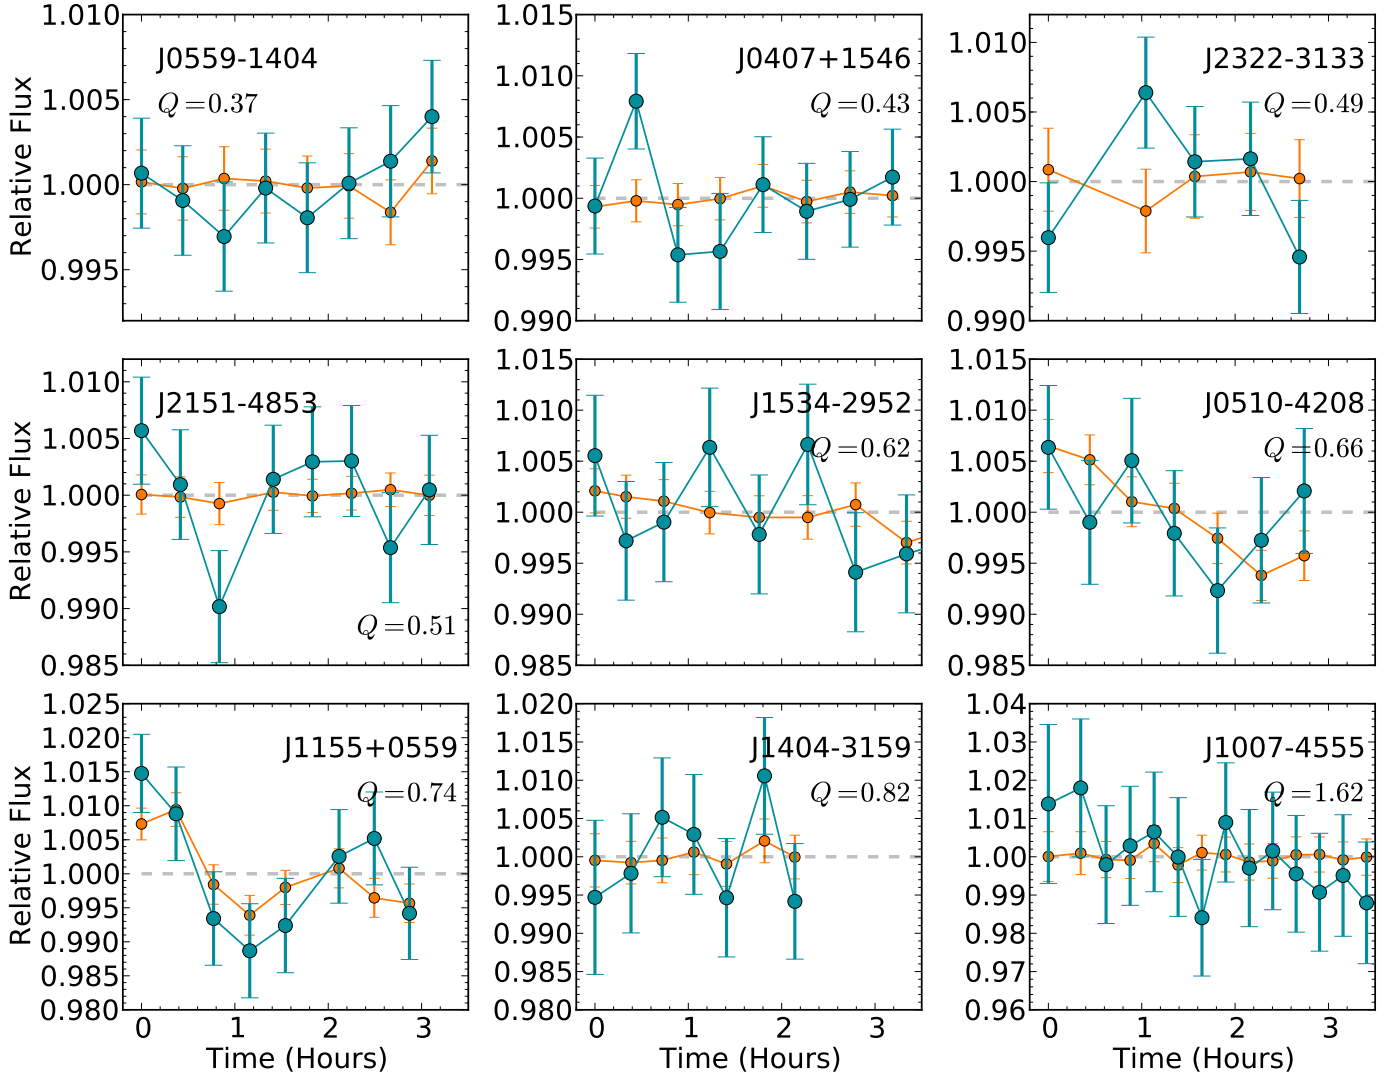 1.010
1.005
1.000
0.995
Relative Flux
J0559-1404
Q=0.37
1.015
1.010
1.005
1.000
0.995
0.990
J0407+1546
Q=0.43
1.010
1.005
1.000
0.995
0.990
J2322-3133
Q=0.49
1.010
1.005
1.000
0.995
0.990
0.985
Relative Flux
J2151-4853
Q=0.51
1.015
1.010
1.005
1.000
0.995
0.990
0.985
J1534-2952
Q=0.62
1.015
1.010
1.005
1.000
0.995
0.990
0.985
J0510-4208
Q=0.66
1.025
1.020
1.015
1.010
1.005
1.000
0.995
0.990
0.985
0.980
Relative Flux
J1155+0559
Q=0.74
0 1 2 3
Time (Hours)
1.020
1.015
1.010
1.005
1.000
0.995
0.990
0.985
0.980
J1404-3159
Q=0.82
0 1 2 3
Time (Hours)
1.04
1.03
1.02
1.01
1.00
0.99
0.98
0.97
0.96
J1007-4555
Q=1.62
0 1 2 3
Time (Hours)